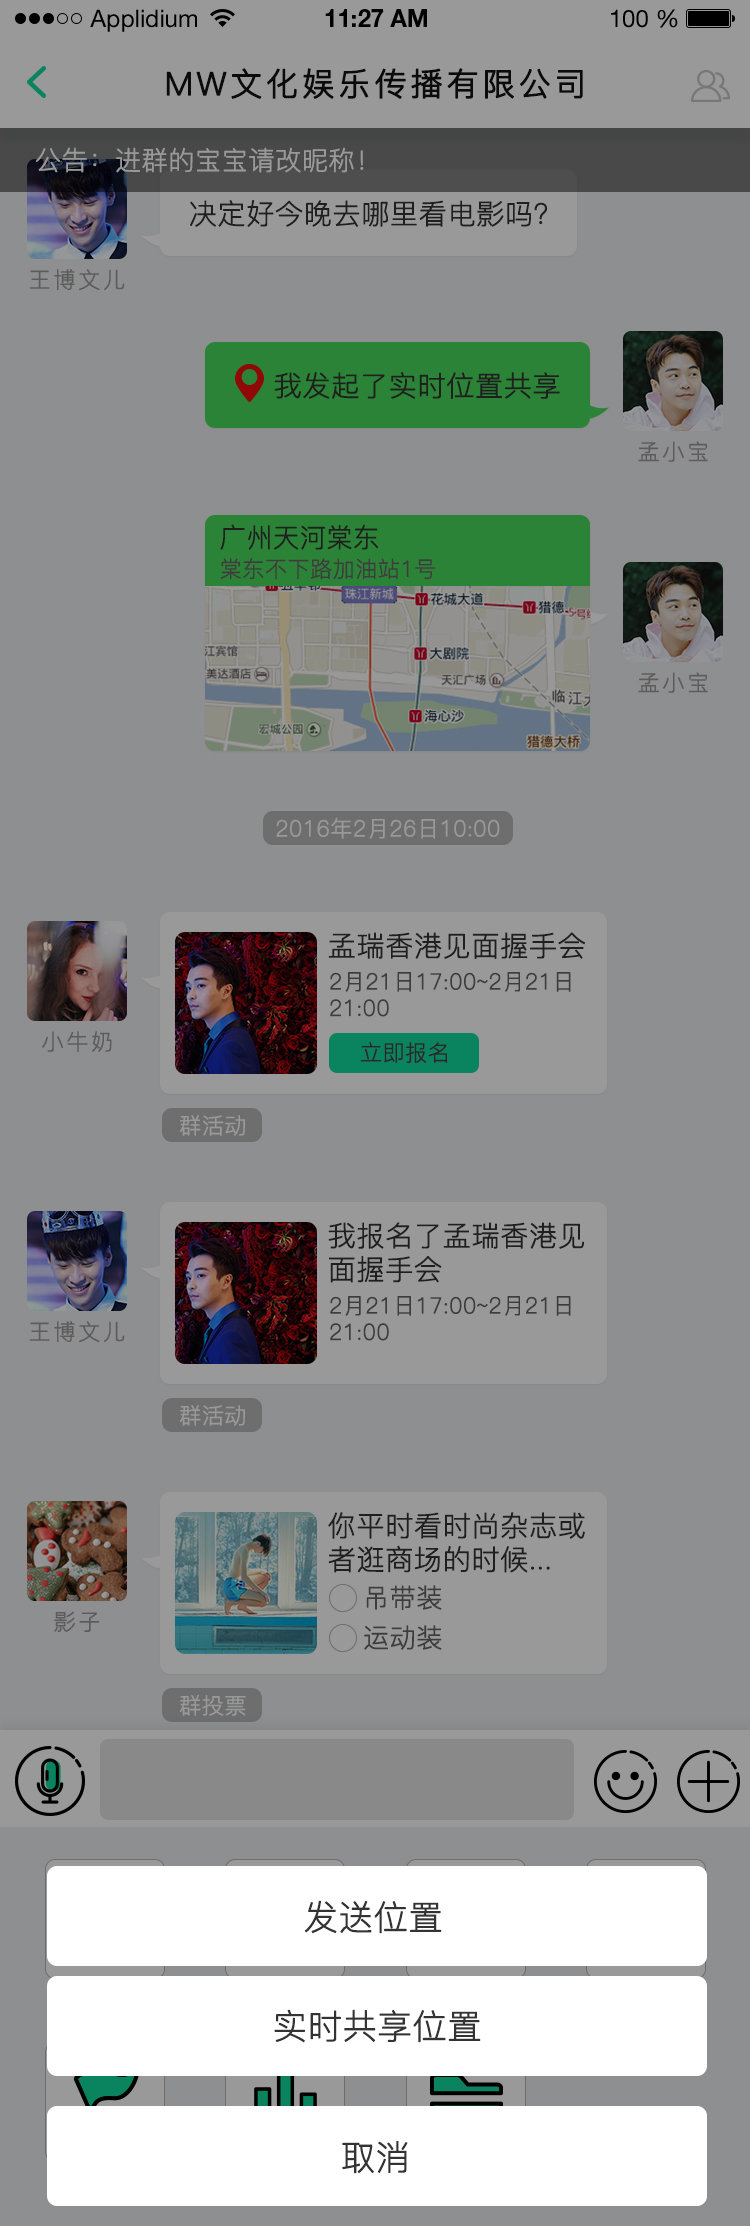 Applidium 11:27 AM 100 %
MW文化娱乐传播有限公司
公告：进群的宝宝请改昵称！
决定好今晚去哪里看电影吗？
王博文儿
我发起了实时位置共享
孟小宝
广州天河棠东
棠东不下路加油站1号
珠江新城
花城大道
猎德
5号线
江宾馆
大剧院
美达酒店
天汇广场
临江大
海心沙
宏城公园
猎德大桥
孟小宝
2016年2月26日10:00
孟瑞香港见面握手会
2月21日17:00~2月21日
21:00
立即报名
小牛奶
群活动
我报名了孟瑞香港见
面握手会
2月21日17:00~2月21日
21:00
王博文儿
群活动
你平时看时尚杂志或
者逛商场的时候...
吊带装
运动装
影子
群投票
发送位置
实时共享位置
取消